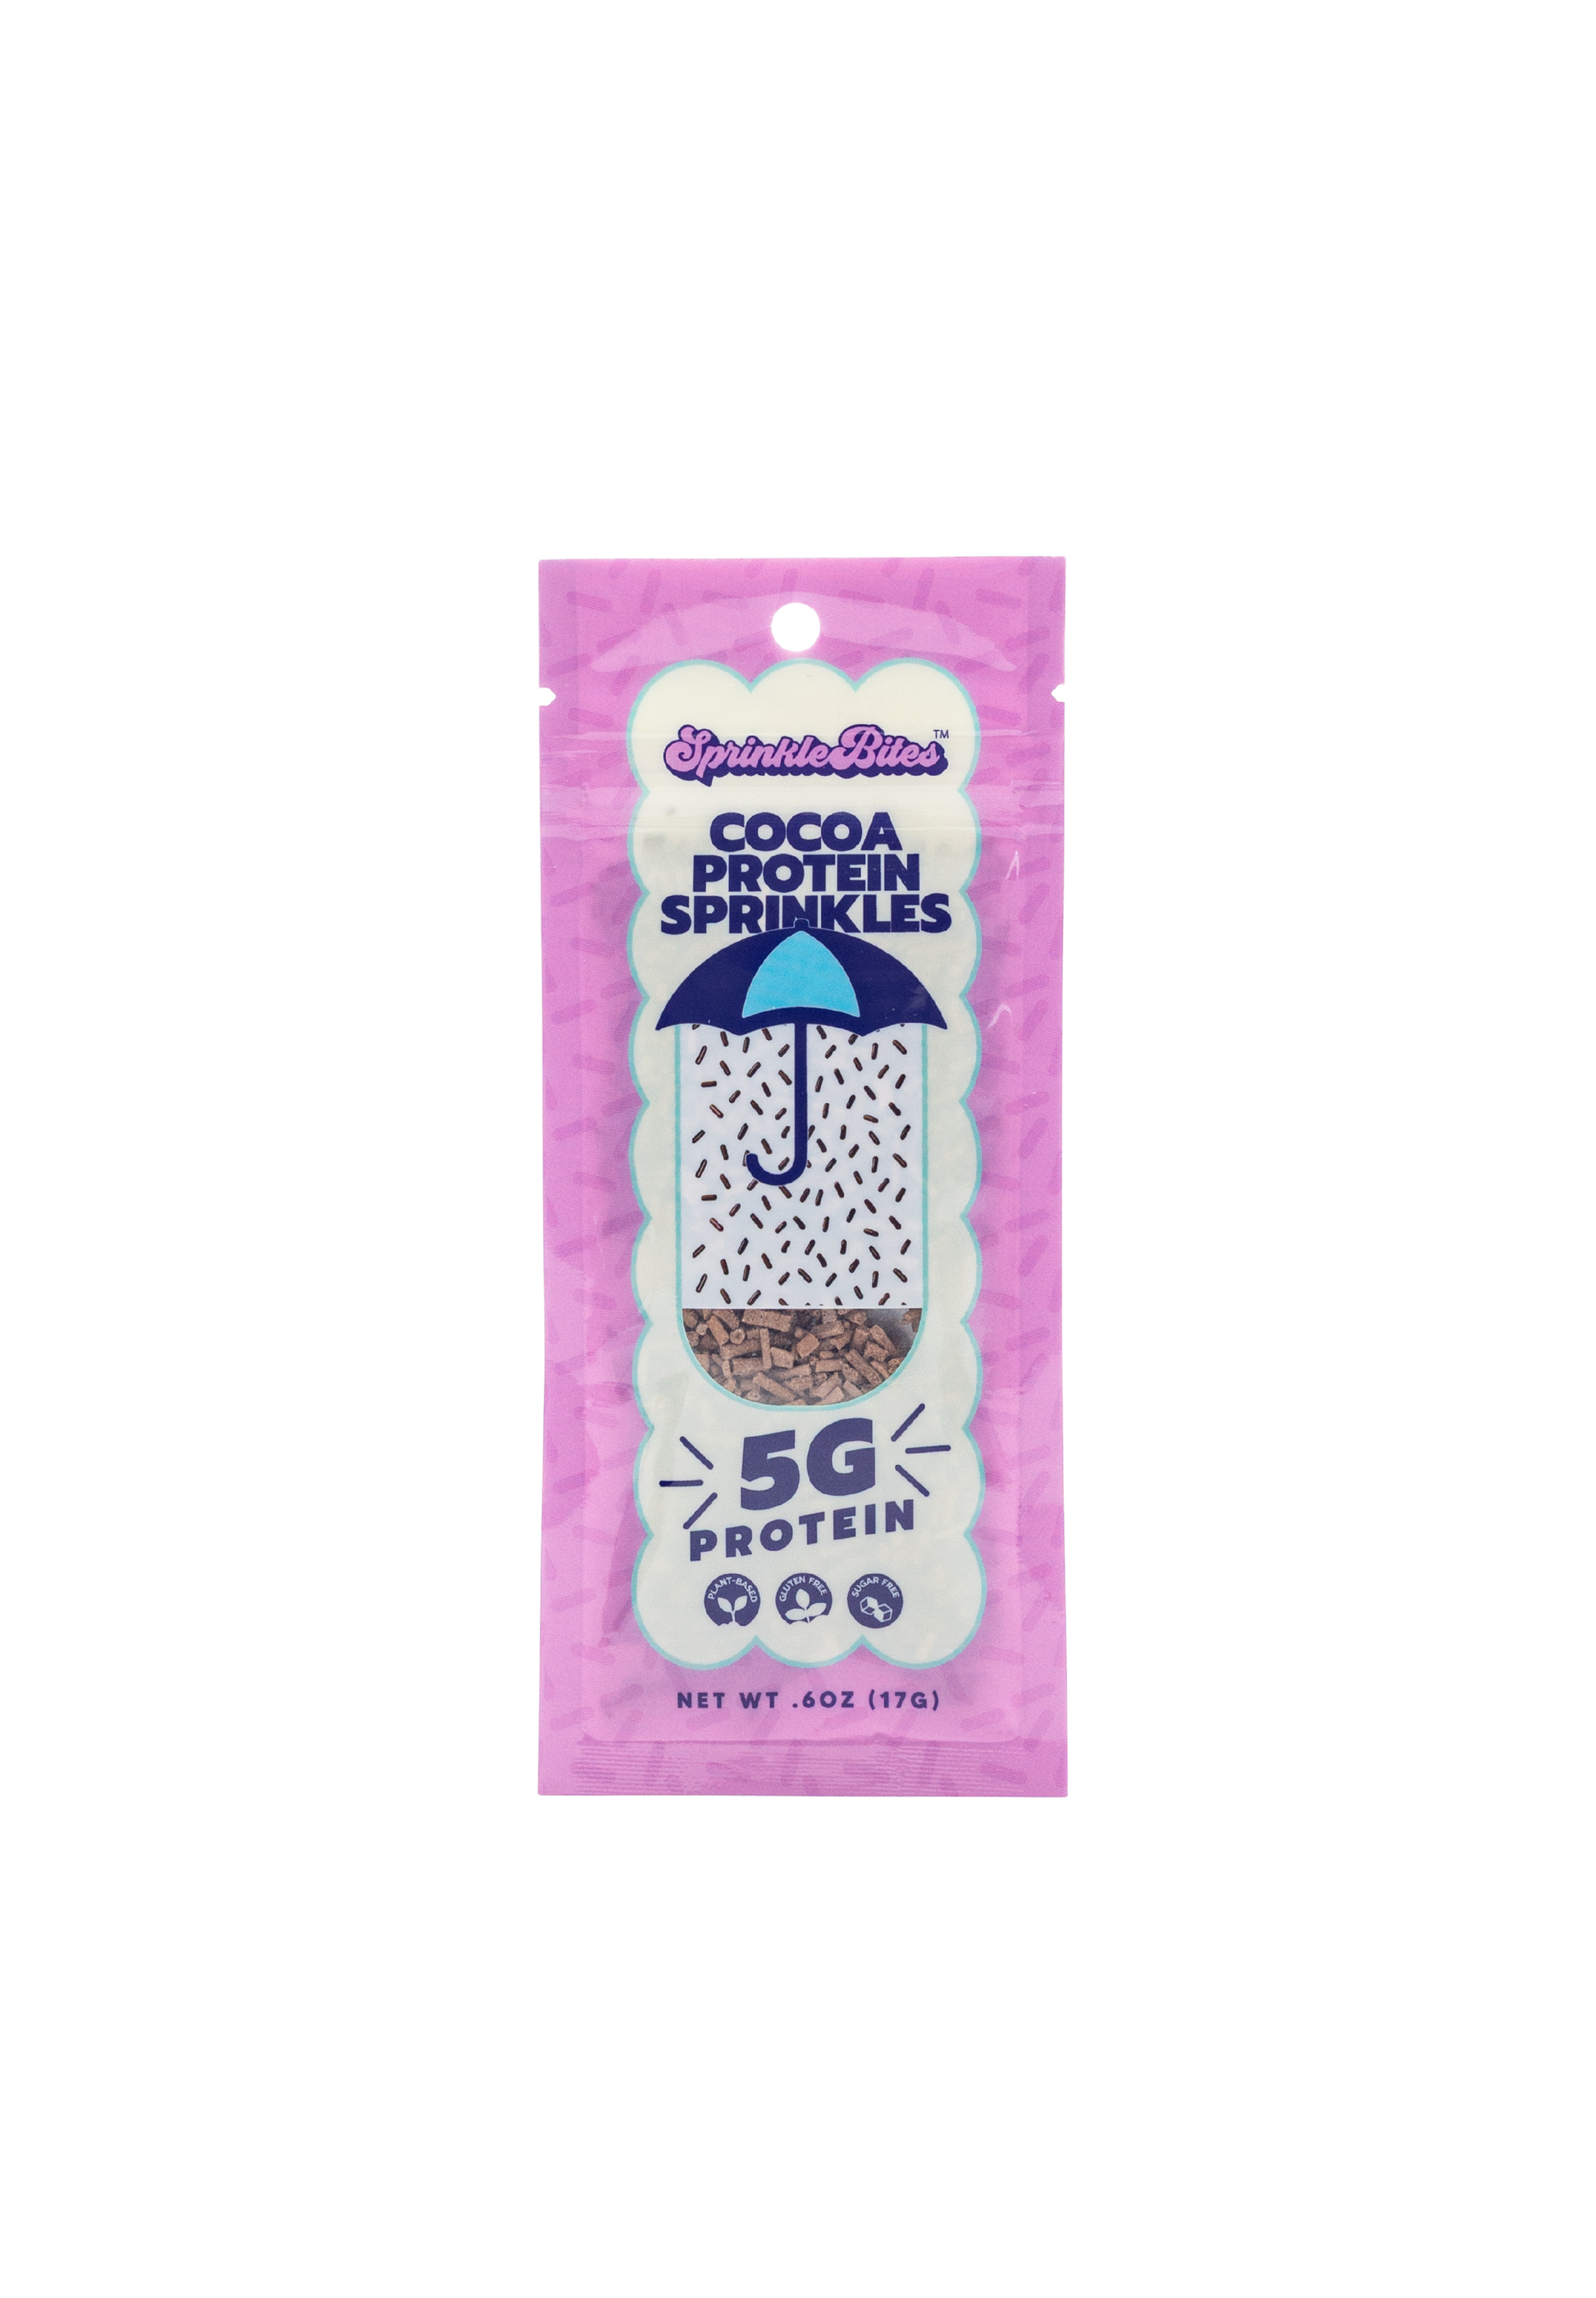 SprinkleBites™
COCOA
PROTEIN
SPRINKLES
5G
PROTEIN
PLANT-BASED
GLUTEN FREE
SUGAR FREE
NET WT .6OZ (17G)